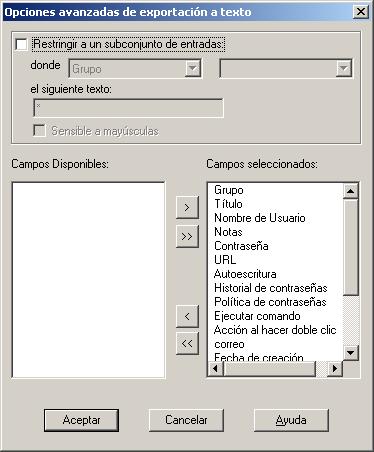 Opciones avanzadas de exportación a texto
Restringir a un subconjunto de entradas:
donde Grupo
el siguiente texto:
*
Sensible a mayúsculas
Campos Disponibles:
Campos seleccionados:
Grupo
Título
Nombre de Usuario
Notas
Contraseña
URL
Autoescritura
Historial de contraseñas
Política de contraseñas
Ejecutar comando
Acción al hacer doble clic
correo
Fecha de creación
>
>>
<
<<
Aceptar Cancelar Ayuda